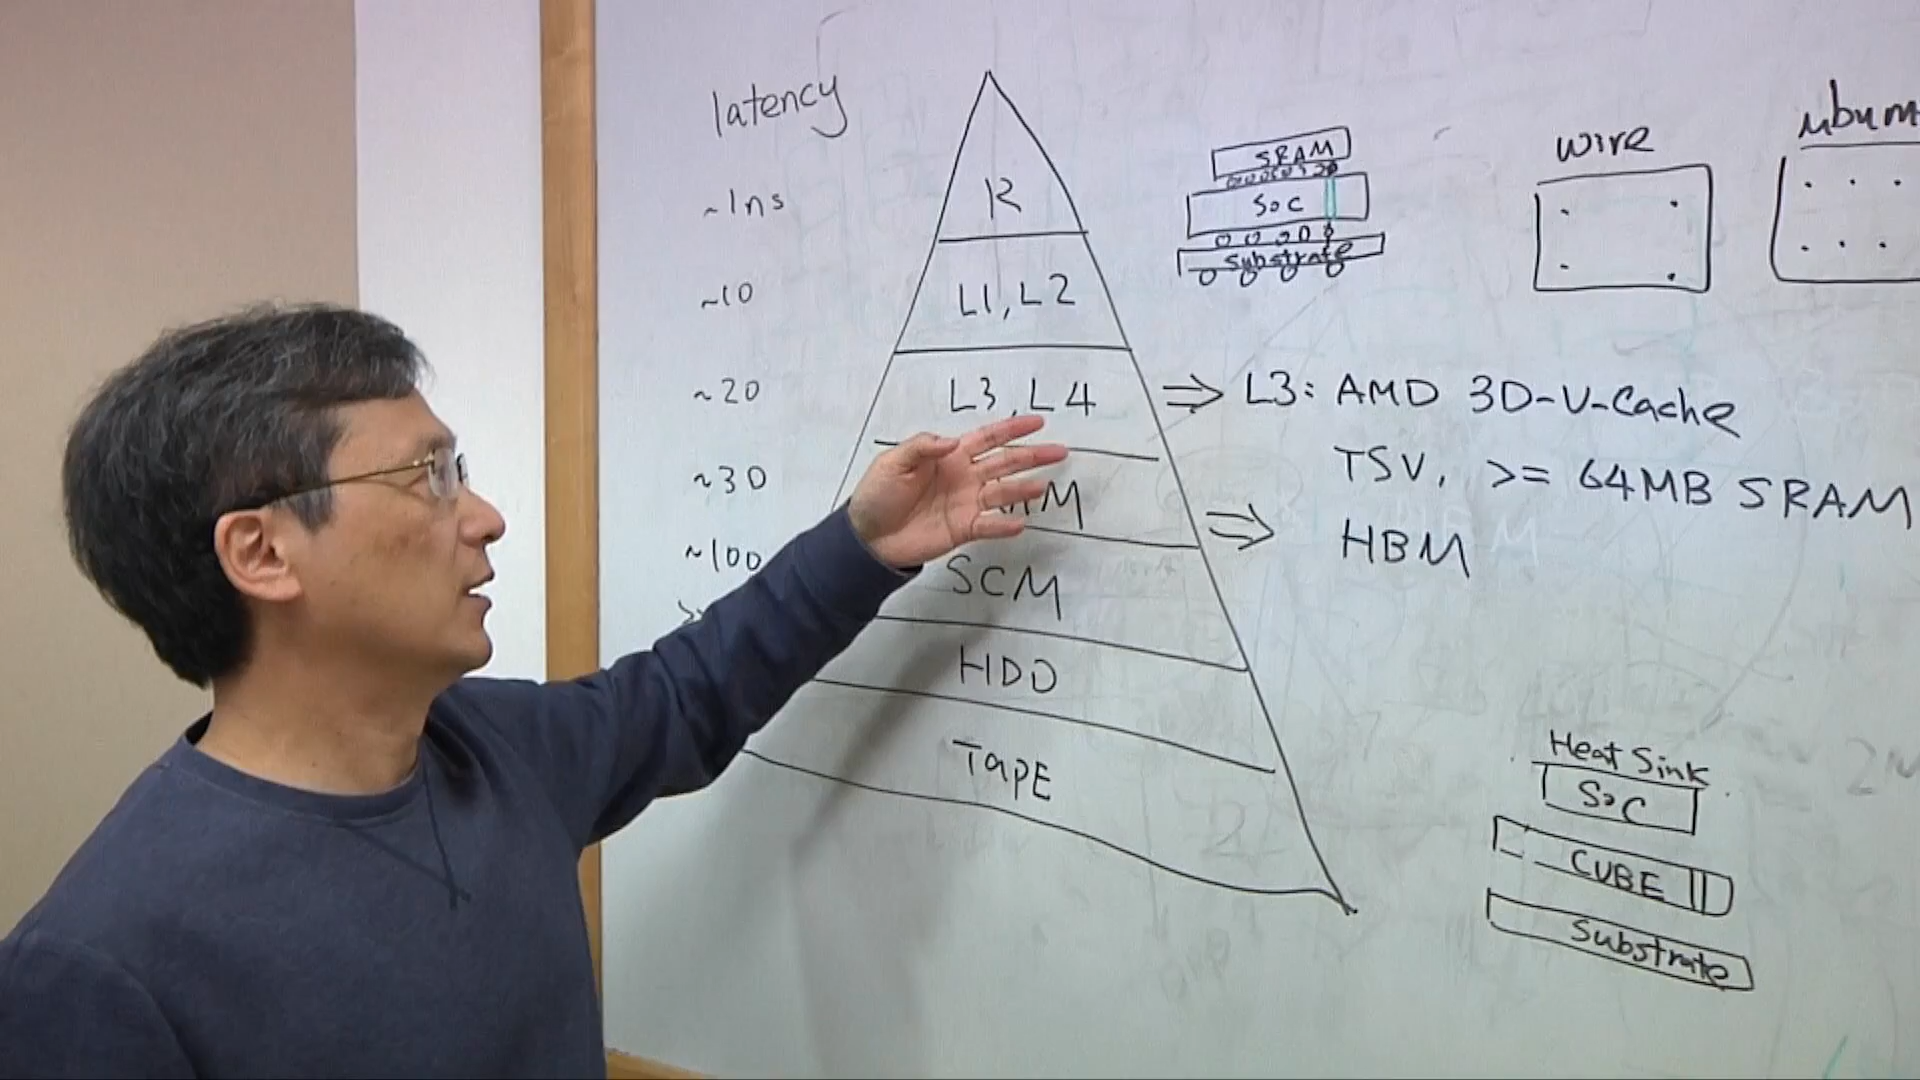 latency
~1ns
~10
~20
~30
~100
R
L1, L2
L3, L4
SCM
HDD
TAPE
SRAM
SoC
Substrate
wire
μbum
⇒ L3: AMD 3D-V-Cache
TSV, >= 64MB SRAM
⇒ HBM
Heat Sink
SoC
CUBE
Substrate